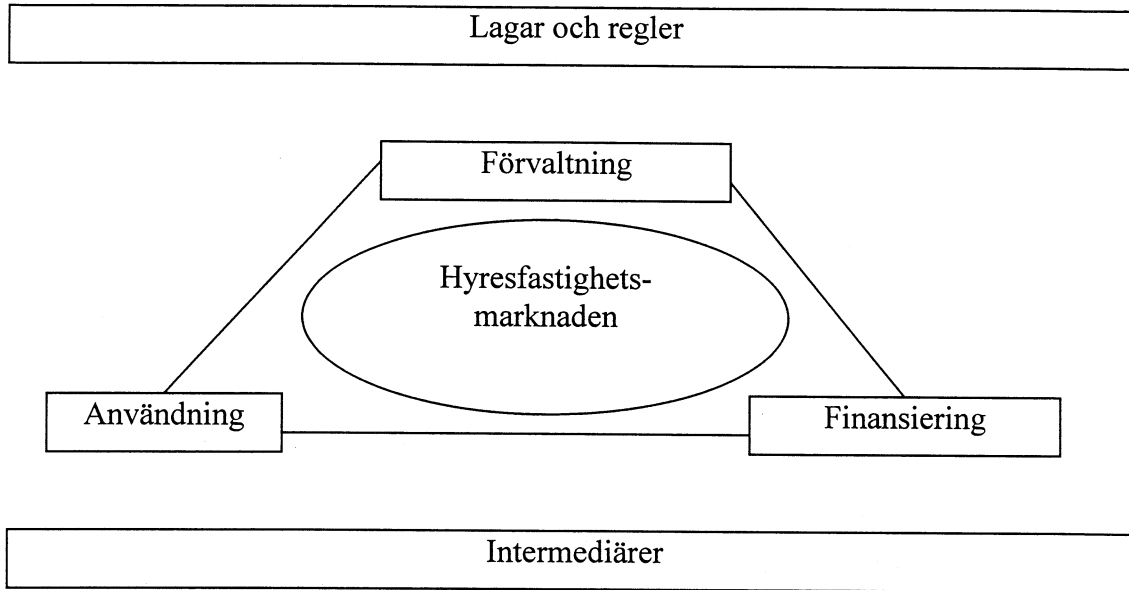 Lagar och regler
Förvaltning
Hyresfastighets-
marknaden
Användning
Finansiering
Intermediärer